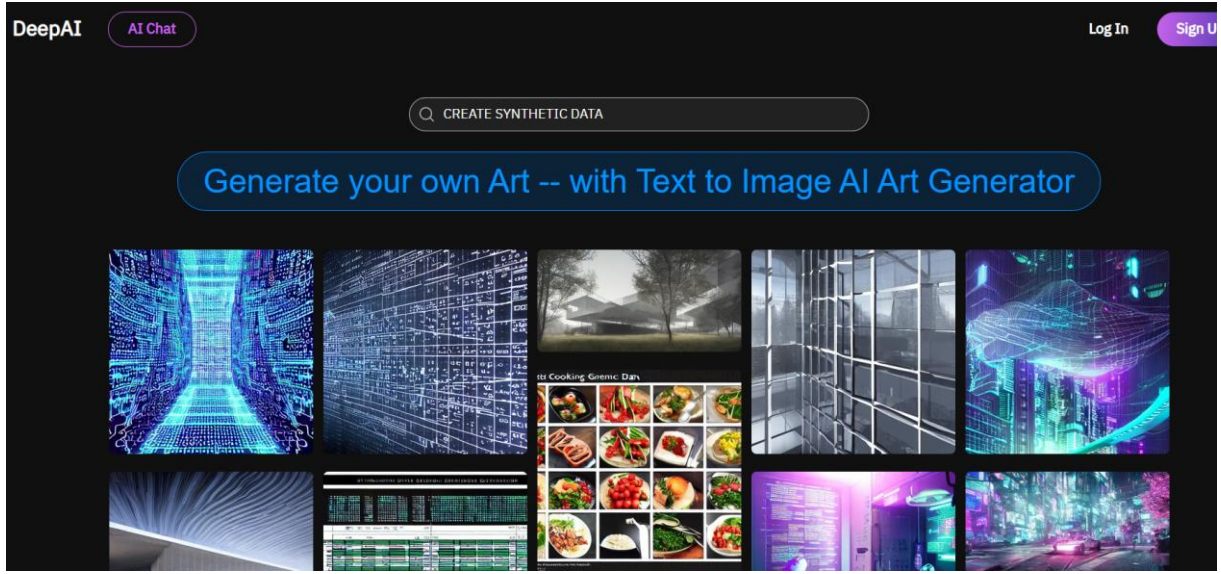 DeepAI
AI Chat
Log In
Sign U
CREATE SYNTHETIC DATA
Generate your own Art -- with Text to Image AI Art Generator
Cooking